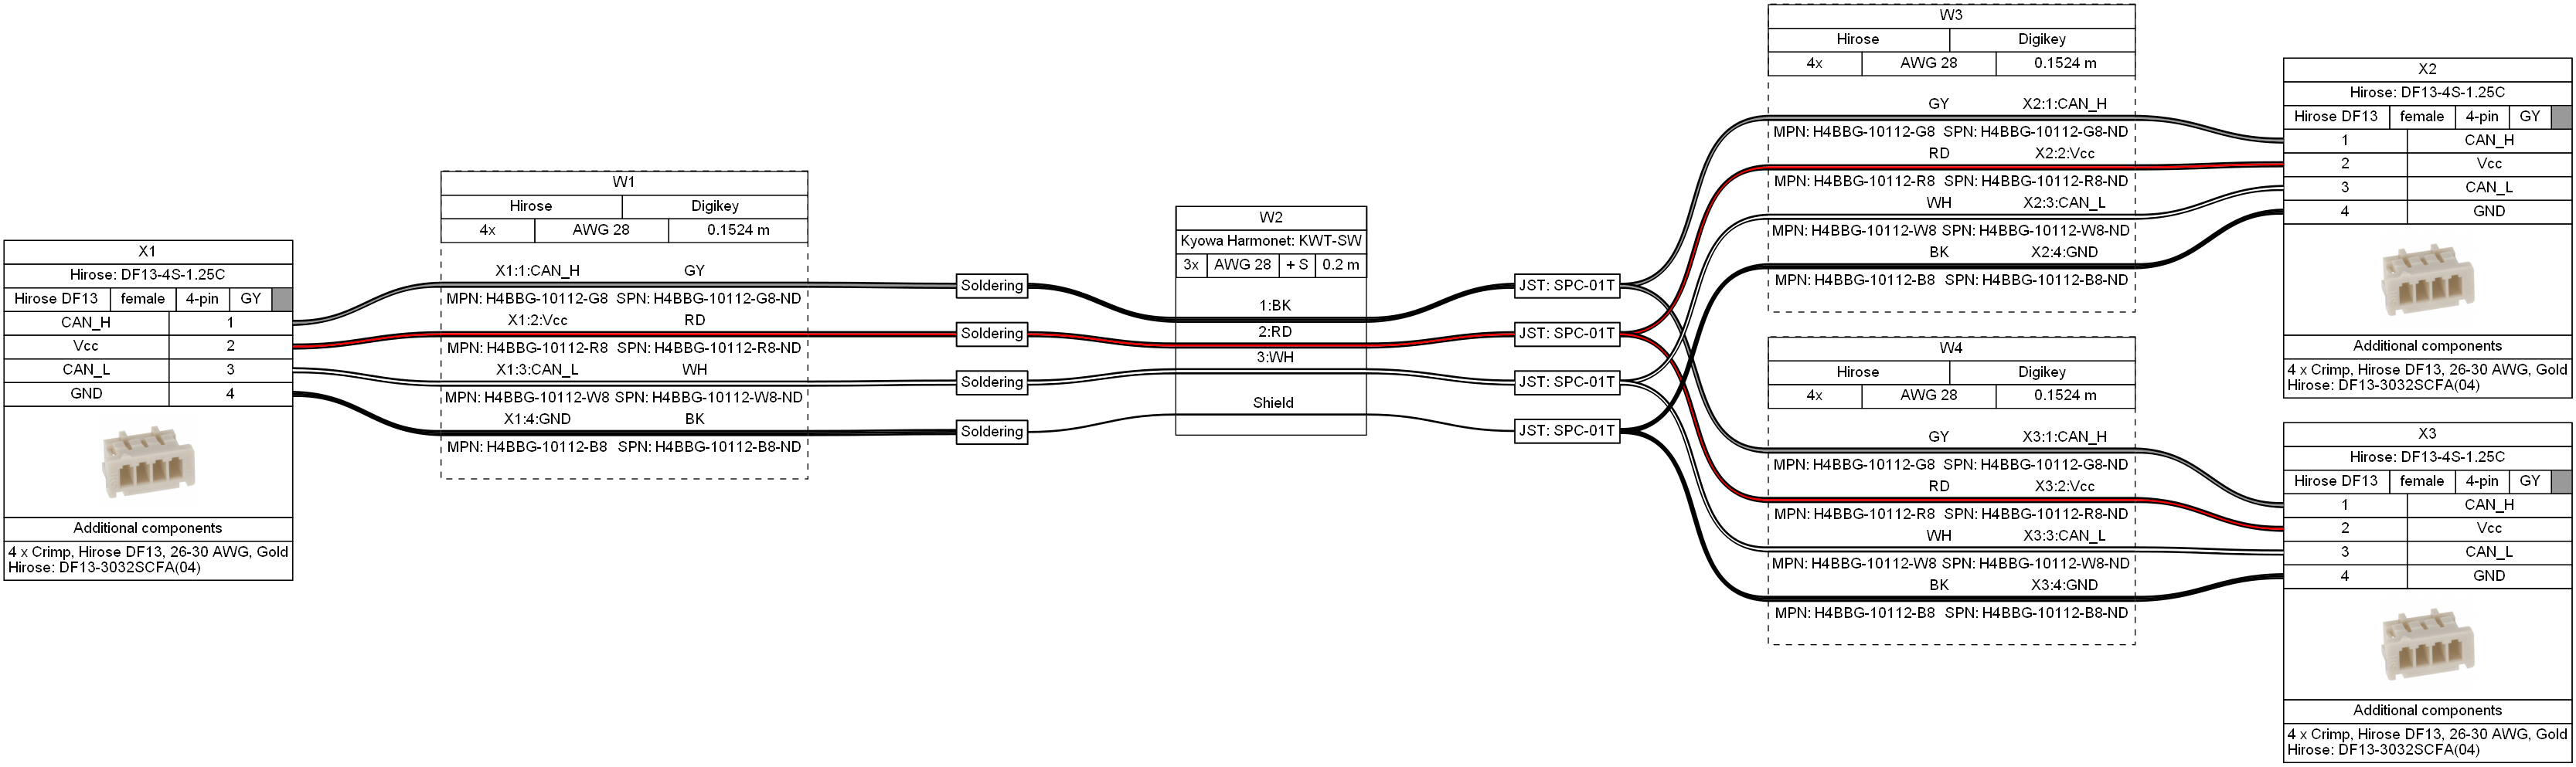 X1
Hirose: DF13-4S-1.25C
Hirose DF13 female 4-pin GY
CAN_H 1
Vcc 2
CAN_L 3
GND 4
Additional components
4 x Crimp, Hirose DF13, 26-30 AWG, Gold
Hirose: DF13-3032SCFA(04)
W1
Hirose Digikey
4x AWG 28 0.1524 m
X1:1:CAN_H GY
MPN: H4BBG-10112-G8 SPN: H4BBG-10112-G8-ND
X1:2:Vcc RD
MPN: H4BBG-10112-R8 SPN: H4BBG-10112-R8-ND
X1:3:CAN_L WH
MPN: H4BBG-10112-W8 SPN: H4BBG-10112-W8-ND
X1:4:GND BK
MPN: H4BBG-10112-B8 SPN: H4BBG-10112-B8-ND
Soldering
Soldering
Soldering
Soldering
W2
Kyowa Harmonet: KWT-SW
3x AWG 28 + S 0.2 m
1:BK
2:RD
3:WH
Shield
JST: SPC-01T
JST: SPC-01T
JST: SPC-01T
JST: SPC-01T
W3
Hirose Digikey
4x AWG 28 0.1524 m
GY X2:1:CAN_H
MPN: H4BBG-10112-G8 SPN: H4BBG-10112-G8-ND
RD X2:2:Vcc
MPN: H4BBG-10112-R8 SPN: H4BBG-10112-R8-ND
WH X2:3:CAN_L
MPN: H4BBG-10112-W8 SPN: H4BBG-10112-W8-ND
BK X2:4:GND
MPN: H4BBG-10112-B8 SPN: H4BBG-10112-B8-ND
W4
Hirose Digikey
4x AWG 28 0.1524 m
GY X3:1:CAN_H
MPN: H4BBG-10112-G8 SPN: H4BBG-10112-G8-ND
RD X3:2:Vcc
MPN: H4BBG-10112-R8 SPN: H4BBG-10112-R8-ND
WH X3:3:CAN_L
MPN: H4BBG-10112-W8 SPN: H4BBG-10112-W8-ND
BK X3:4:GND
MPN: H4BBG-10112-B8 SPN: H4BBG-10112-B8-ND
X2
Hirose: DF13-4S-1.25C
Hirose DF13 female 4-pin GY
1 CAN_H
2 Vcc
3 CAN_L
4 GND
Additional components
4 x Crimp, Hirose DF13, 26-30 AWG, Gold
Hirose: DF13-3032SCFA(04)
X3
Hirose: DF13-4S-1.25C
Hirose DF13 female 4-pin GY
1 CAN_H
2 Vcc
3 CAN_L
4 GND
Additional components
4 x Crimp, Hirose DF13, 26-30 AWG, Gold
Hirose: DF13-3032SCFA(04)